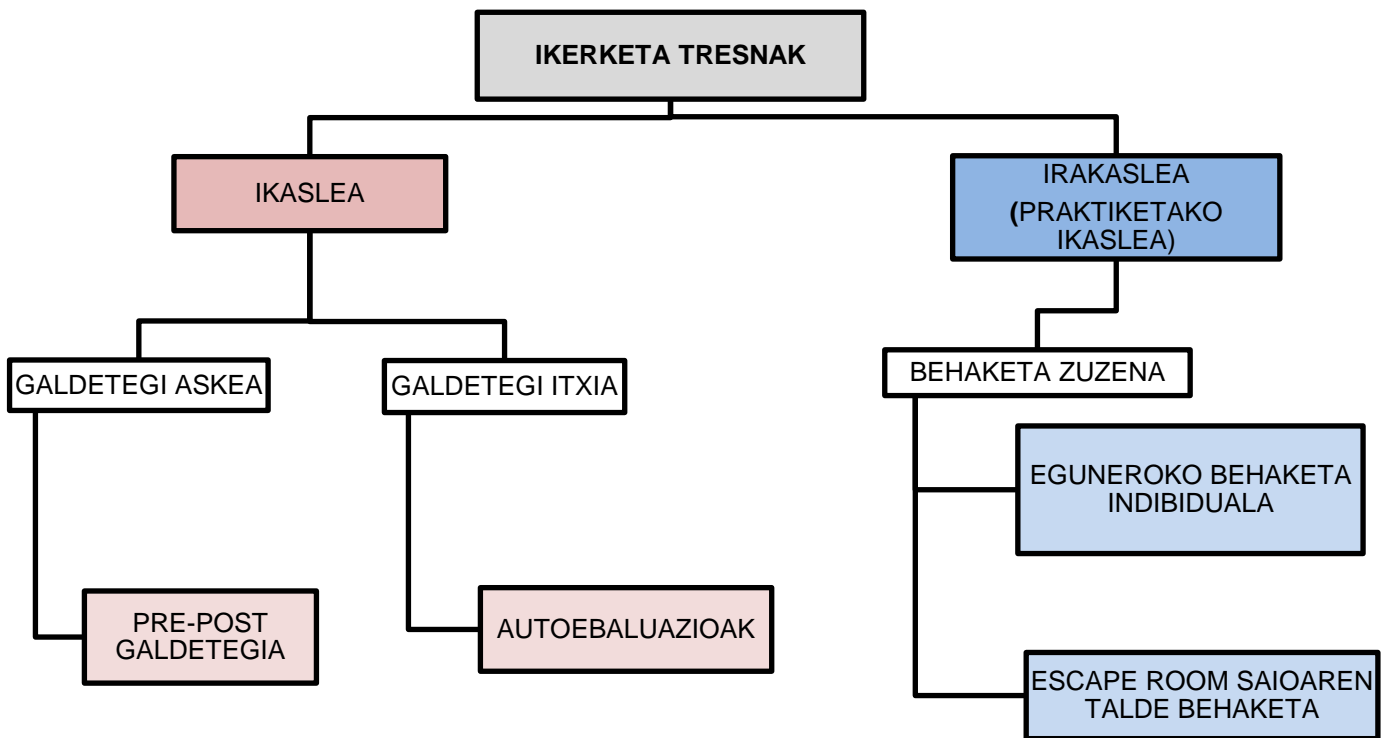 IKERKETA TRESNAK
IKASLEA
IRAKASLEA
(PRAKTIKETAKO
IKASLEA)
GALDETEGI ASKEA
GALDETEGI ITXIA
BEHAKETA ZUZENA
EGUNEROKO BEHAKETA
INDIBIDUALA
PRE-POST
GALDETEGIA
AUTOEBALUAZIOAK
ESCAPE ROOM SAIOAREN
TALDE BEHAKETA